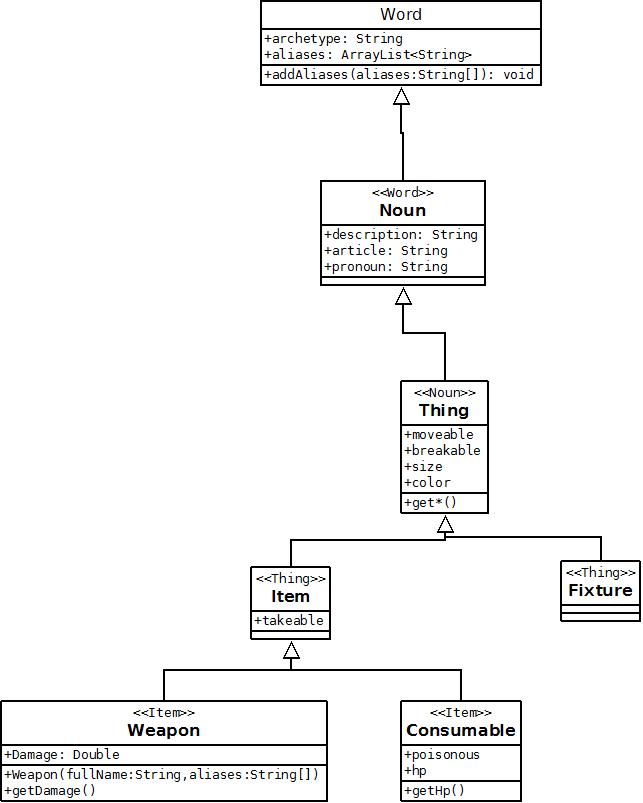 Word
+archetype: String
+aliases: ArrayList<String>
+addAliases(aliases:String[]): void
<<Word>>
Noun
+description: String
+article: String
+pronoun: String
<<Noun>>
Thing
+moveable
+breakable
+size
+color
+get*()
<<Thing>>
Item
+takeable
<<Thing>>
Fixture
<<Item>>
Weapon
+Damage: Double
+Weapon(fullName:String,aliases:String[])
+getDamage()
<<Item>>
Consumable
+poisonous
+hp
+getHp()